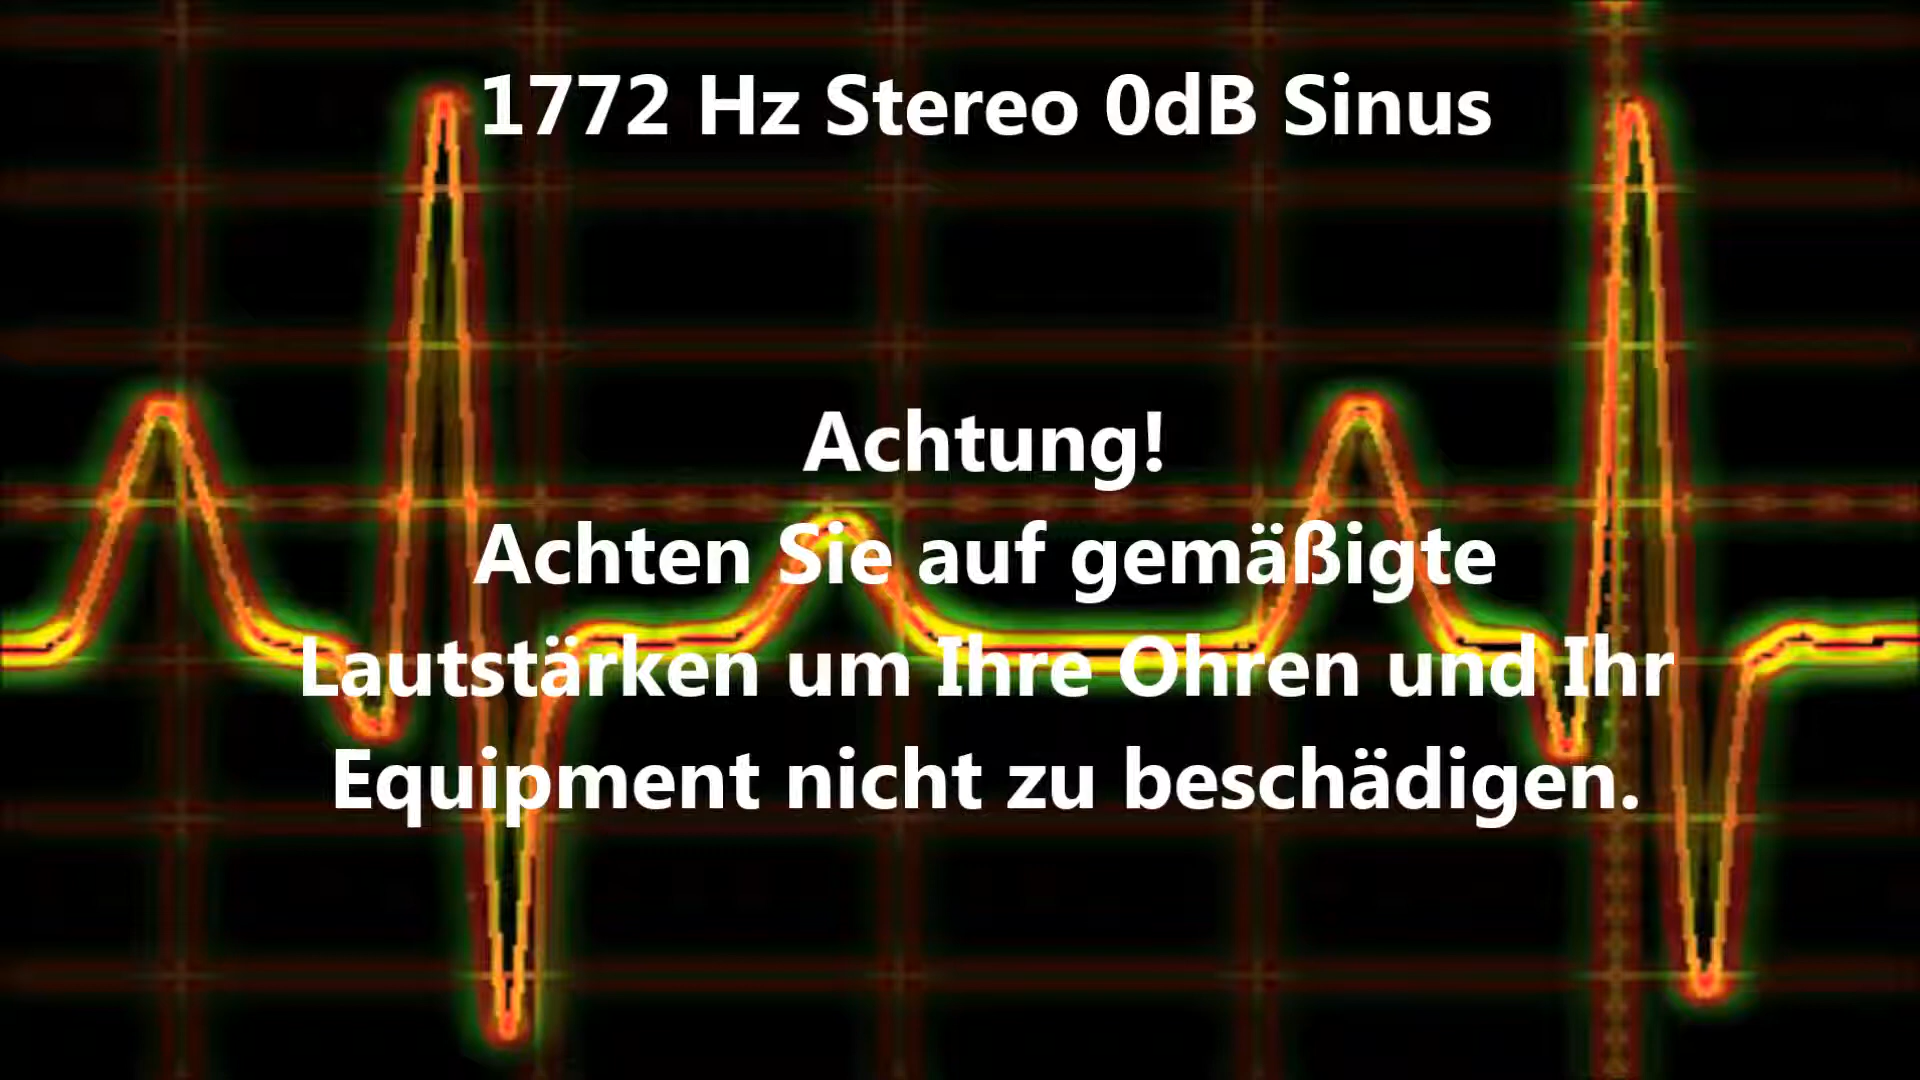 1772 Hz Stereo 0dB Sinus
Achtung!
Achten Sie auf gemäßigte
Lautstärken um Ihre Ohren und Ihr
Equipment nicht zu beschädigen.